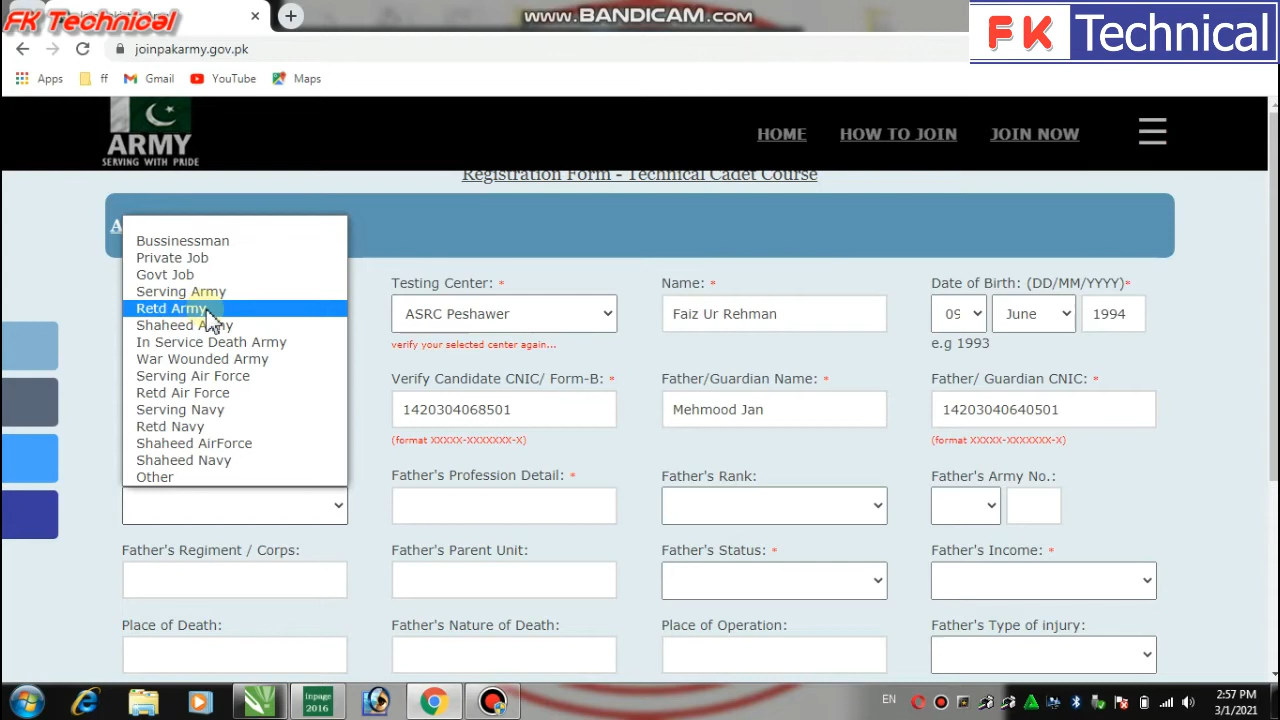 FK Technical
www.BANDICAM.com
FK Technical
joinpakarmy.gov.pk
Apps ff Gmail YouTube Maps
ARMY
SERVING WITH PRIDE
HOME HOW TO JOIN JOIN NOW
Registration Form - Technical Cadet Course
A
Bussinessman
Private Job
Govt Job
Serving Army
Retd Army
Shaheed Army
In Service Death Army
War Wounded Army
Serving Air Force
Retd Air Force
Serving Navy
Retd Navy
Shaheed AirForce
Shaheed Navy
Other
Testing Center: * Name: * Date of Birth: (DD/MM/YYYY)*
ASRC Peshawer Faiz Ur Rehman 09 June 1994
verify your selected center again... e.g 1993
Verify Candidate CNIC/ Form-B: * Father/Guardian Name: * Father/ Guardian CNIC: *
1420304068501 Mehmood Jan 14203040640501
(format XXXXX-XXXXXXX-X) (format XXXXX-XXXXXXX-X)
Father's Profession Detail: * Father's Rank: Father's Army No.:
Father's Regiment / Corps: Father's Parent Unit: Father's Status: * Father's Income: *
Place of Death: Father's Nature of Death: Place of Operation: Father's Type of injury:
Inpage
2016
EN
2:57 PM
3/1/2021